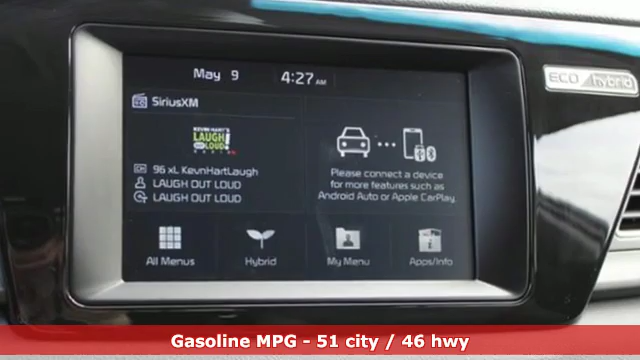 May 9 4:27 AM
ECO hybrid
SiriusXM
KEVIN HART'S
LAUGH
OUT LOUD!
RADIO
CH 96 xL KevnHartLaugh
LAUGH OUT LOUD
LAUGH OUT LOUD
Please connect a device
for more features such as
Android Auto or Apple CarPlay.
All Menus
Hybrid
My Menu
Apps/Info
Gasoline MPG - 51 city / 46 hwy